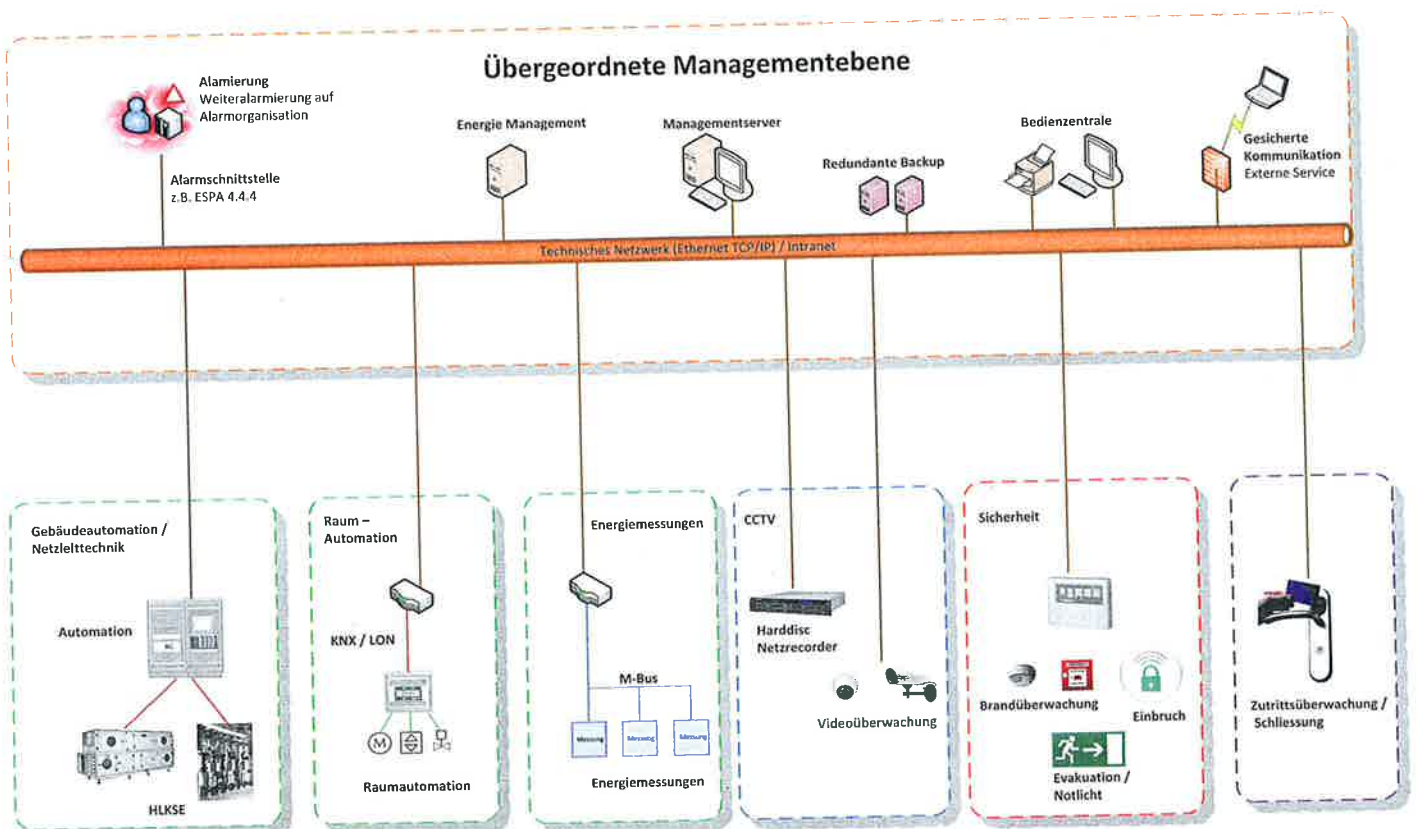 Übergeordnete Managementebene
Alamierung
Weiteralarmierung auf
Alarmorganisation
Energie Management
Managementserver
Redundante Backup
Bedienzentrale
Gesicherte
Kommunikation
Externe Service
Alarmschnittstelle
z.B. ESPA 4.4.4
Technisches Netzwerk (Ethernet TCP/IP) / Intranet
Gebäudeautomation /
Netzleittechnik
Automation
HLKSE
Raum –
Automation
KNX / LON
M
Raumautomation
Energiemessungen
M-Bus
Messung
Messung
Messung
Energiemessungen
CCTV
Harddisc
Netzrecorder
Videoüberwachung
Sicherheit
Brandüberwachung
Einbruch
Evakuation /
Notlicht
Zutrittsüberwachung /
Schliessung